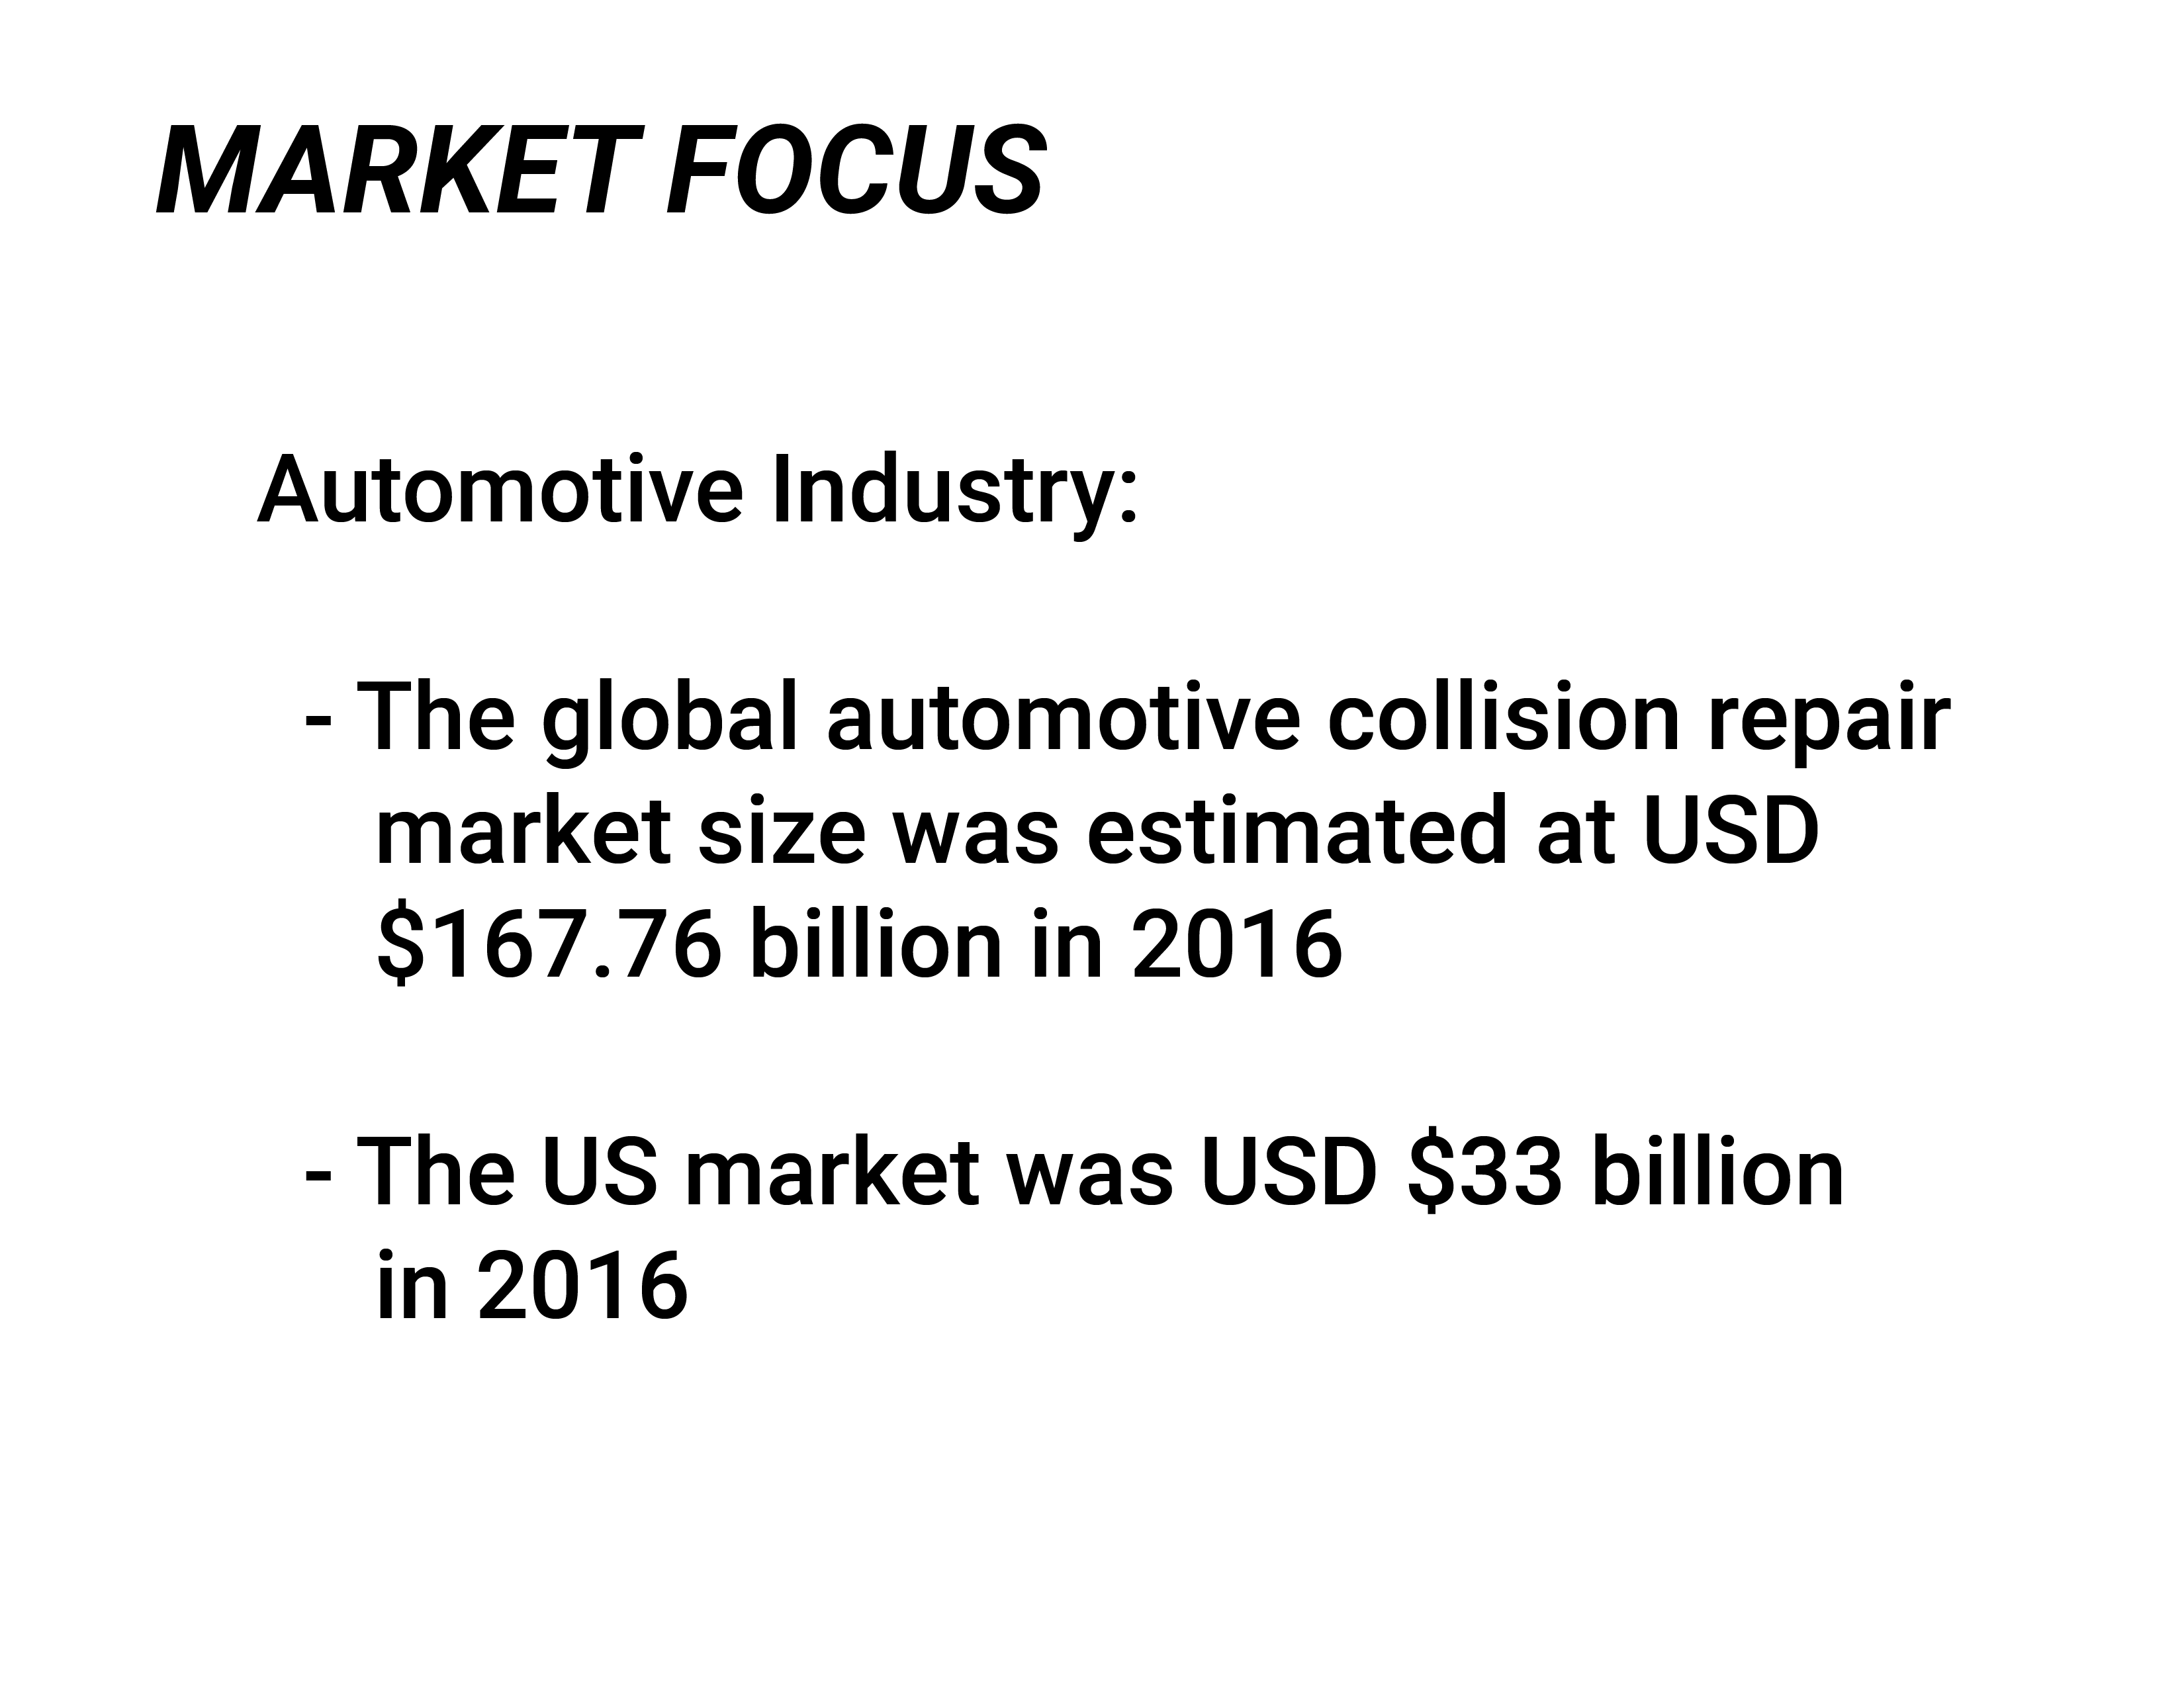 MARKET FOCUS
Automotive Industry:
- The global automotive collision repair
market size was estimated at USD
$167.76 billion in 2016
- The US market was USD $33 billion
in 2016